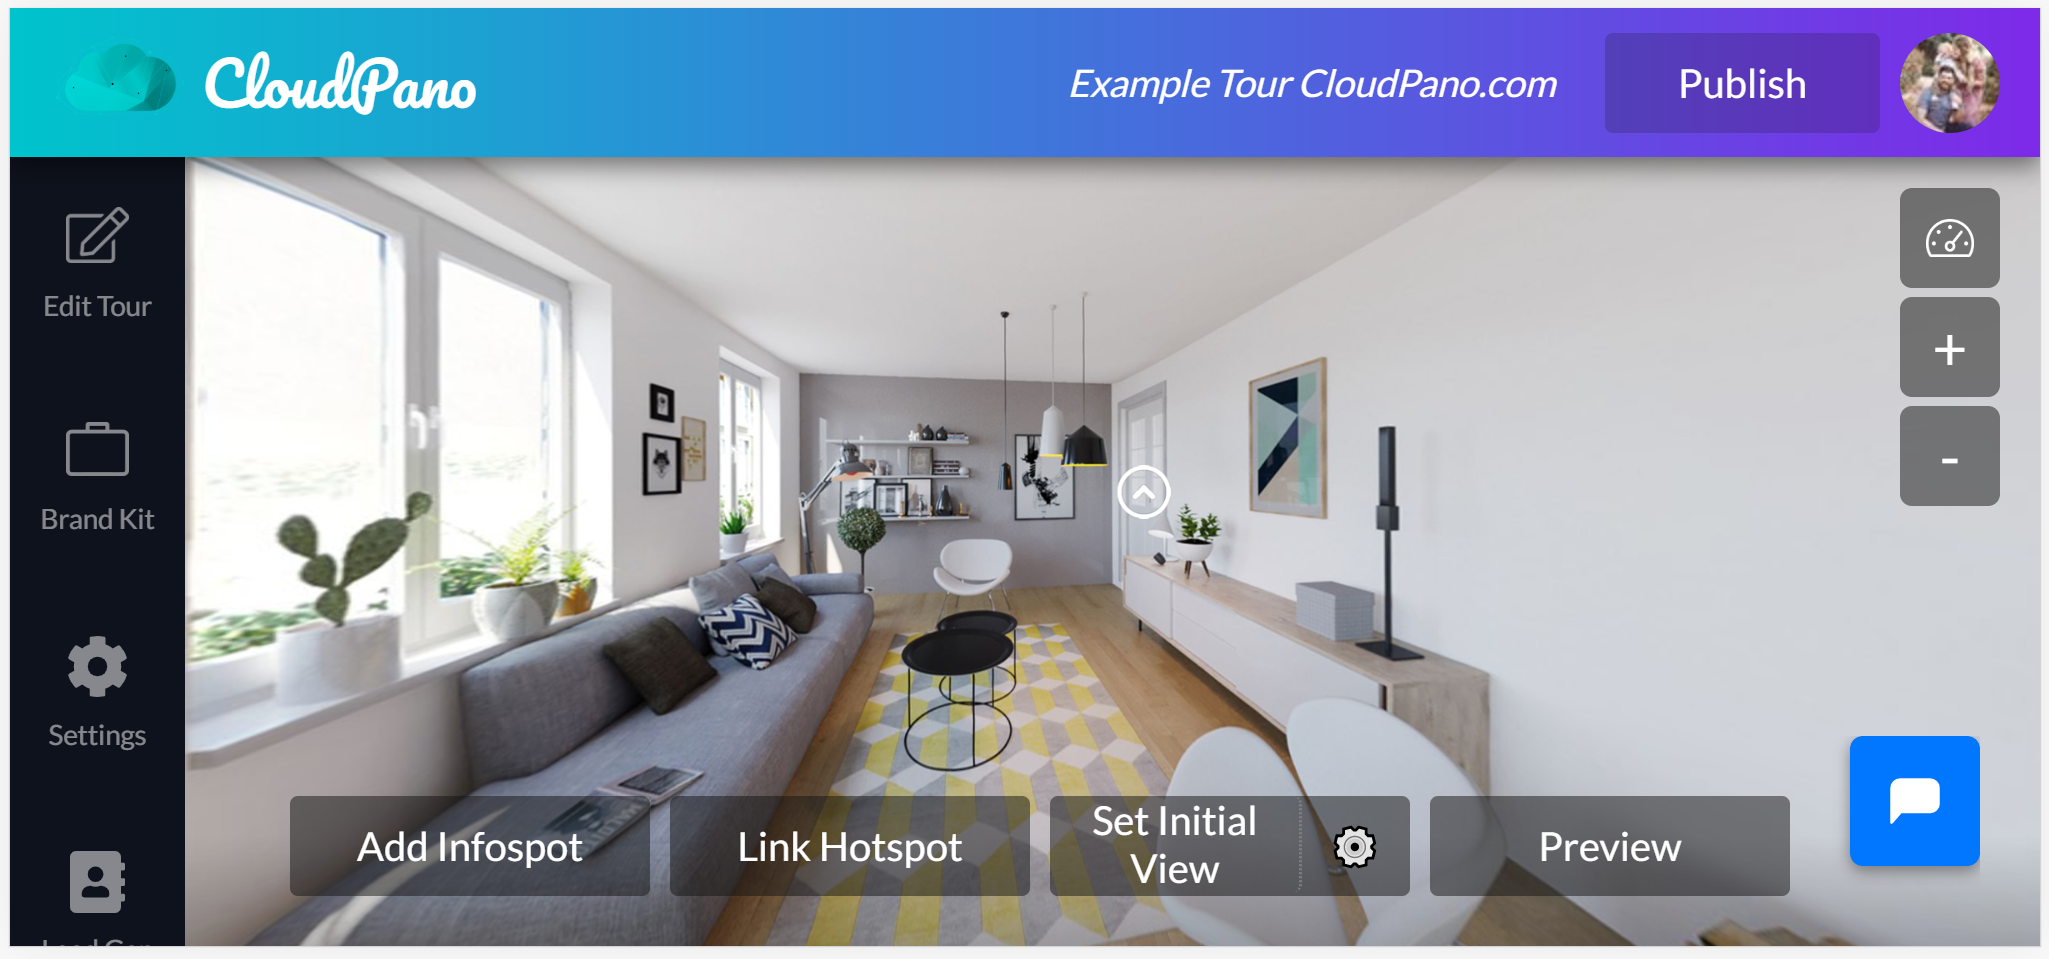 CloudPano
Example Tour CloudPano.com
Publish
Edit Tour
Brand Kit
Settings
+
-
Add Infospot
Link Hotspot
Set Initial
View
Preview